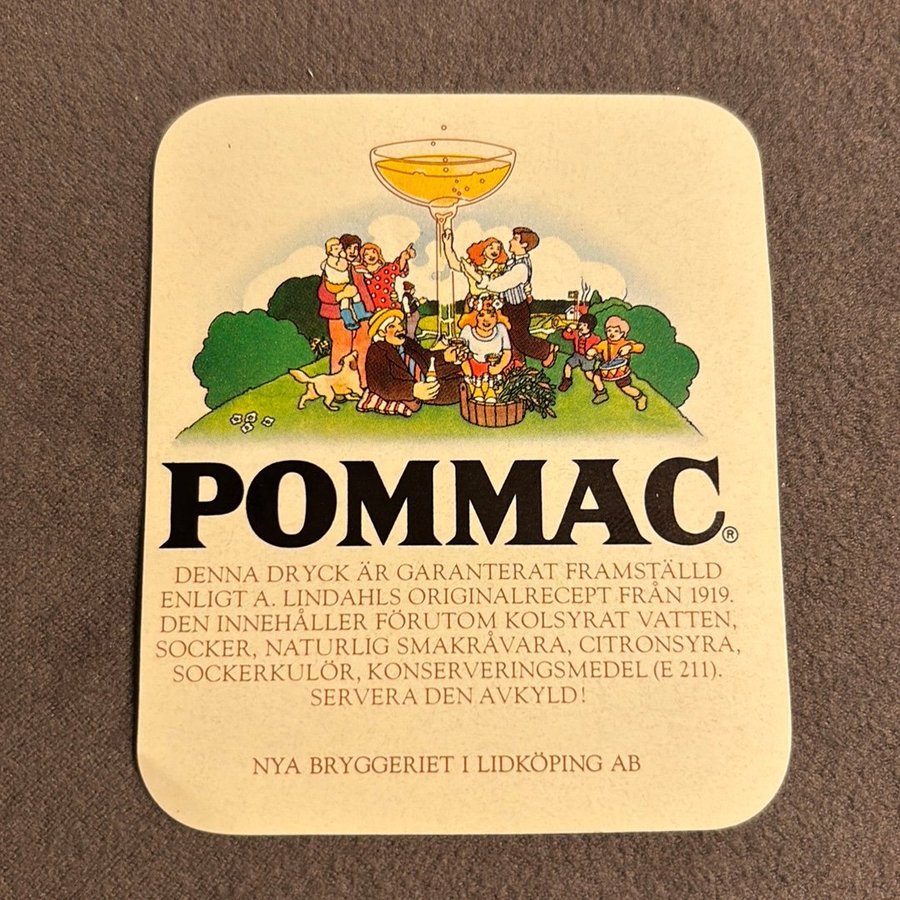 POMMAC®
DENNA DRYCK ÄR GARANTERAT FRAMSTÄLLD
ENLIGT A. LINDAHLS ORIGINALRECEPT FRÅN 1919.
DEN INNEHÅLLER FÖRUTOM KOLSYRAT VATTEN,
SOCKER, NATURLIG SMAKRÅVARA, CITRONSYRA,
SOCKERKULÖR, KONSERVERINGSMEDEL (E 211).
SERVERA DEN AVKYLD!
NYA BRYGGERIET I LIDKÖPING AB